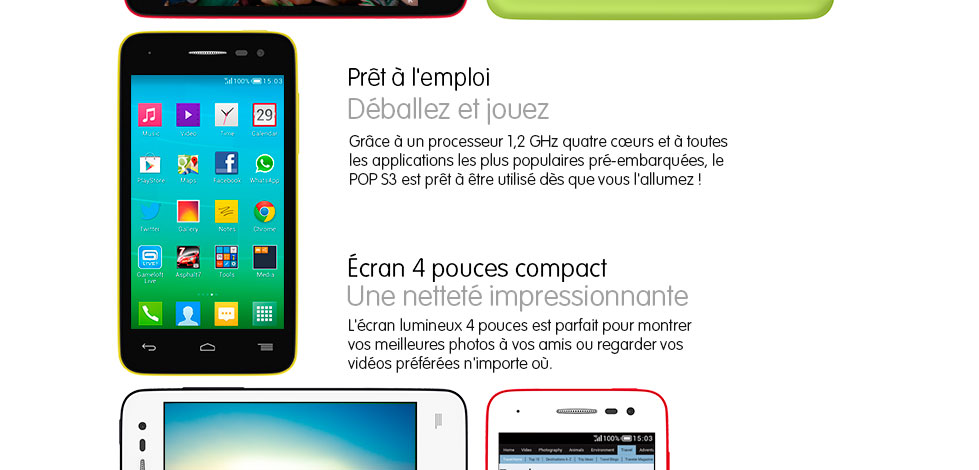 100% 15:03
Prêt à l'emploi
Déballez et jouez
Grâce à un processeur 1,2 GHz quatre cœurs et à toutes
les applications les plus populaires pré-embarquées, le
POP S3 est prêt à être utilisé dès que vous l'allumez !
29
Music Video Time Calendar
PlayStore Maps Facebook WhatsApp
Twitter Gallery Notes Chrome
LIVE! 7
Gameloft Asphalt7 Tools Media
Live
Écran 4 pouces compact
Une netteté impressionnante
L'écran lumineux 4 pouces est parfait pour montrer
vos meilleures photos à vos amis ou regarder vos
vidéos préférées n'importe où.
100% 15:03
Home Video Photography Animals Environment Travel